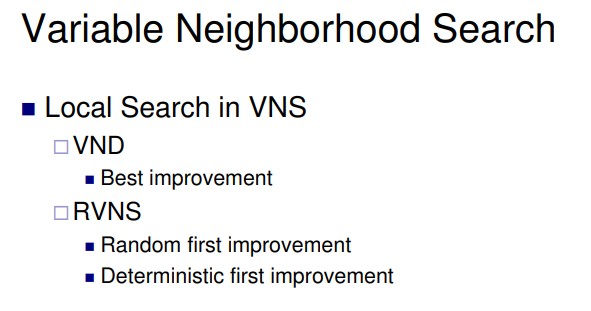 Variable Neighborhood Search
Local Search in VNS
VND
Best improvement
RVNS
Random first improvement
Deterministic first improvement